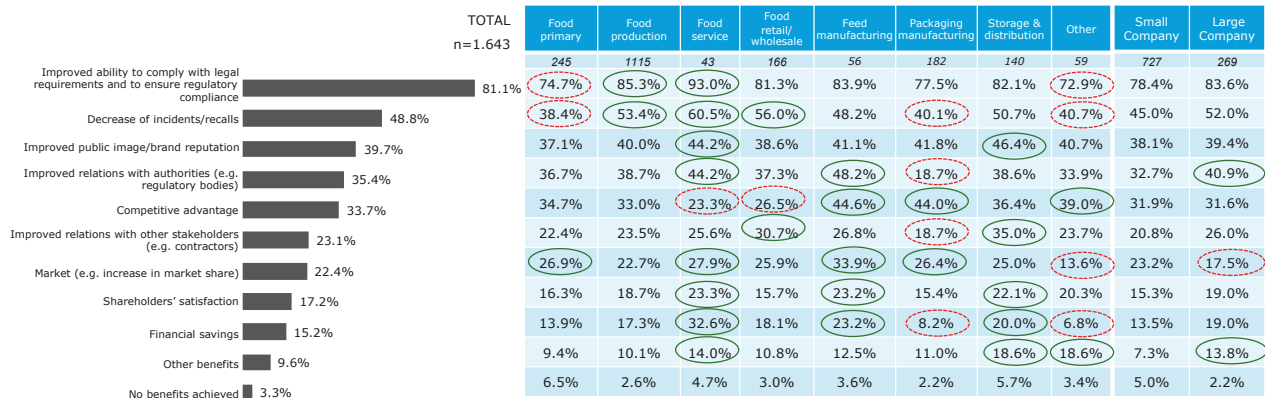 TOTAL
n=1.643
Food primary
Food production
Food service
Food retail/ wholesale
Feed manufacturing
Packaging manufacturing
Storage & distribution
Other
Small Company
Large Company
245 1115 43 166 56 182 140 59 727 269
Improved ability to comply with legal
requirements and to ensure regulatory
compliance
81.1%
74.7% 85.3% 93.0% 81.3% 83.9% 77.5% 82.1% 72.9% 78.4% 83.6%
Decrease of incidents/recalls
48.8%
38.4% 53.4% 60.5% 56.0% 48.2% 40.1% 50.7% 40.7% 45.0% 52.0%
Improved public image/brand reputation
39.7%
37.1% 40.0% 44.2% 38.6% 41.1% 41.8% 46.4% 40.7% 38.1% 39.4%
Improved relations with authorities (e.g.
regulatory bodies)
35.4%
36.7% 38.7% 44.2% 37.3% 48.2% 18.7% 38.6% 33.9% 32.7% 40.9%
Competitive advantage
33.7%
34.7% 33.0% 23.3% 26.5% 44.6% 44.0% 36.4% 39.0% 31.9% 31.6%
Improved relations with other stakeholders
(e.g. contractors)
23.1%
22.4% 23.5% 25.6% 30.7% 26.8% 18.7% 35.0% 23.7% 20.8% 26.0%
Market (e.g. increase in market share)
22.4%
26.9% 22.7% 27.9% 25.9% 33.9% 26.4% 25.0% 13.6% 23.2% 17.5%
Shareholders' satisfaction
17.2%
16.3% 18.7% 23.3% 15.7% 23.2% 15.4% 22.1% 20.3% 15.3% 19.0%
Financial savings
15.2%
13.9% 17.3% 32.6% 18.1% 23.2% 8.2% 20.0% 6.8% 13.5% 19.0%
Other benefits
9.6%
9.4% 10.1% 14.0% 10.8% 12.5% 11.0% 18.6% 18.6% 7.3% 13.8%
No benefits achieved
3.3%
6.5% 2.6% 4.7% 3.0% 3.6% 2.2% 5.7% 3.4% 5.0% 2.2%